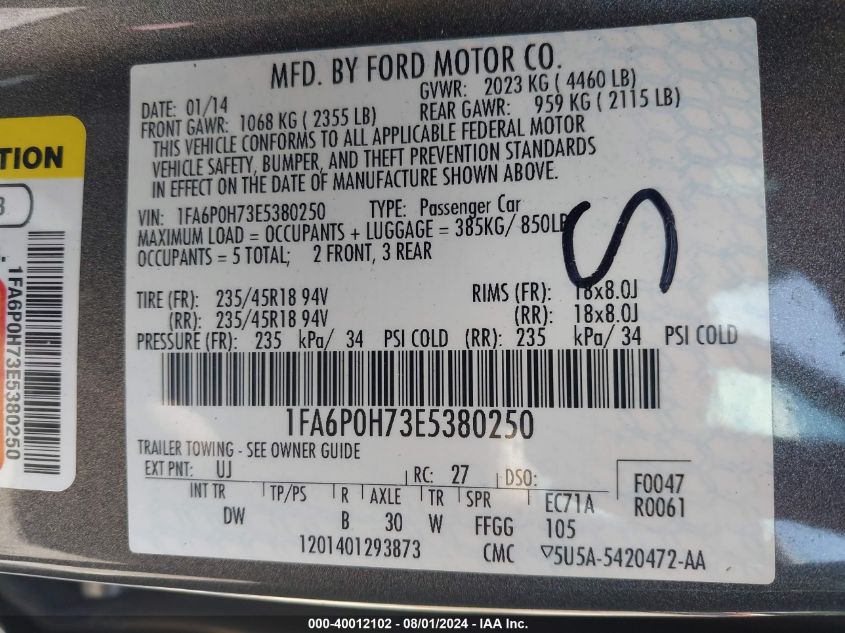 MFD. BY FORD MOTOR CO.
DATE: 01/14 GVWR: 2023 KG ( 4460 LB)
FRONT GAWR: 1068 KG ( 2355 LB) REAR GAWR: 959 KG ( 2115 LB)
THIS VEHICLE CONFORMS TO ALL APPLICABLE FEDERAL MOTOR
VEHICLE SAFETY, BUMPER, AND THEFT PREVENTION STANDARDS
IN EFFECT ON THE DATE OF MANUFACTURE SHOWN ABOVE.
VIN: 1FA6P0H73E5380250 TYPE: Passenger Car
MAXIMUM LOAD = OCCUPANTS + LUGGAGE = 385KG/ 850LB
OCCUPANTS = 5 TOTAL; 2 FRONT, 3 REAR
S
TIRE (FR): 235/45R18 94V RIMS (FR): 18x8.0J
(RR): 235/45R18 94V (RR): 18x8.0J
PRESSURE (FR): 235 kPa/ 34 PSI COLD (RR): 235 kPa/ 34 PSI COLD
1FA6P0H73E5380250
TRAILER TOWING - SEE OWNER GUIDE
EXT PNT: UJ RC: 27 DSO: F0047
INT TR TP/PS R AXLE TR SPR EC71A R0061
DW B 30 W FFGG 105
1201401293873 CMC ▽5U5A-5420472-AA
TION
1FA6P0H73E5380250
000-40012102 - 08/01/2024 - IAA Inc.